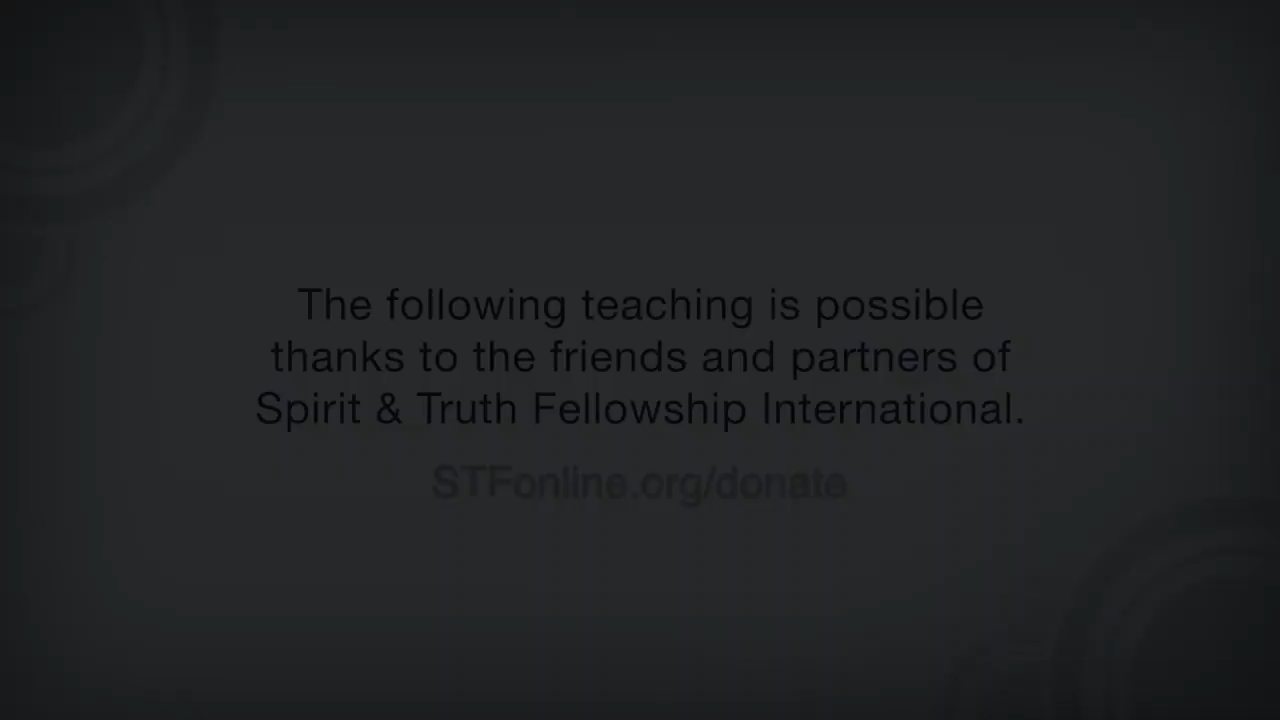 The following teaching is possible
thanks to the friends and partners of
Spirit & Truth Fellowship International.
STFonline.org/donate